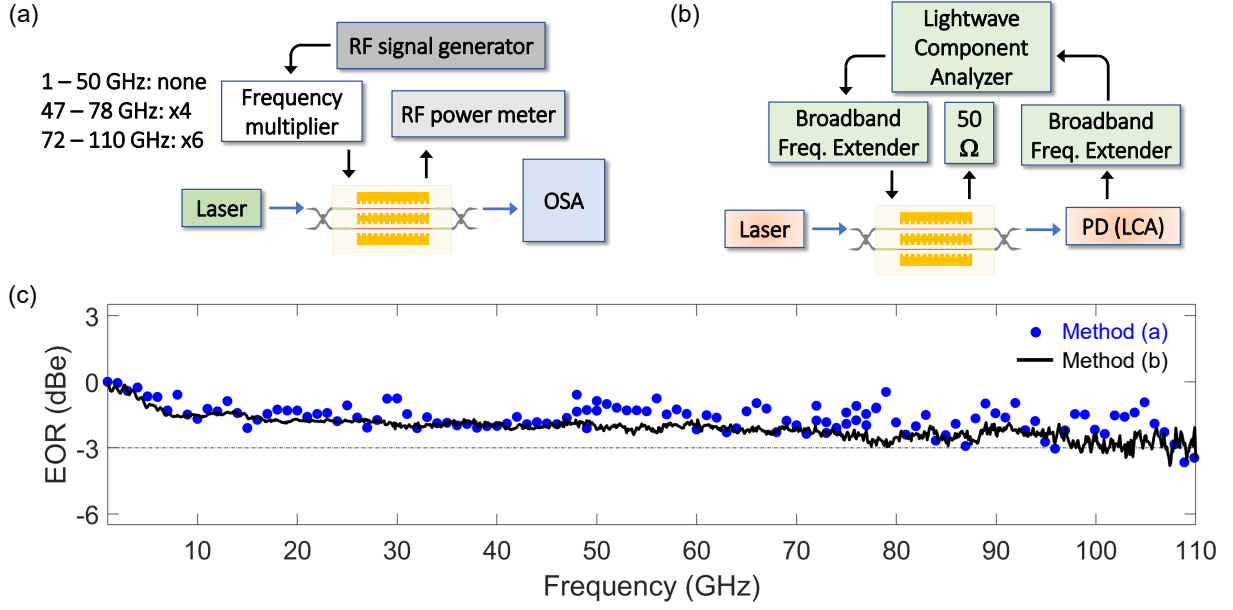 (a)
RF signal generator
1 – 50 GHz: none
47 – 78 GHz: x4
72 – 110 GHz: x6
Frequency
multiplier
RF power meter
Laser
OSA
(b)
Lightwave
Component
Analyzer
Broadband
Freq. Extender
50
Ω
Broadband
Freq. Extender
Laser
PD (LCA)
(c)
EOR (dBe)
3
0
-3
-6
Method (a)
Method (b)
10 20 30 40 50 60 70 80 90 100 110
Frequency (GHz)